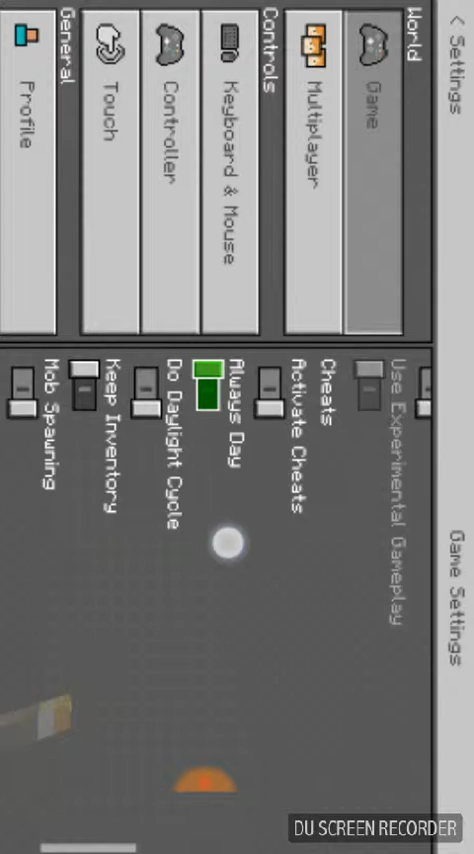 < Settings
Game Settings
World
Game
Multiplayer
Controls
Keyboard & Mouse
Controller
Touch
General
Profile
Use Experimental Gameplay
Cheats
Activate Cheats
Always Day
Do Daylight Cycle
Keep Inventory
Mob Spawning
DU SCREEN RECORDER